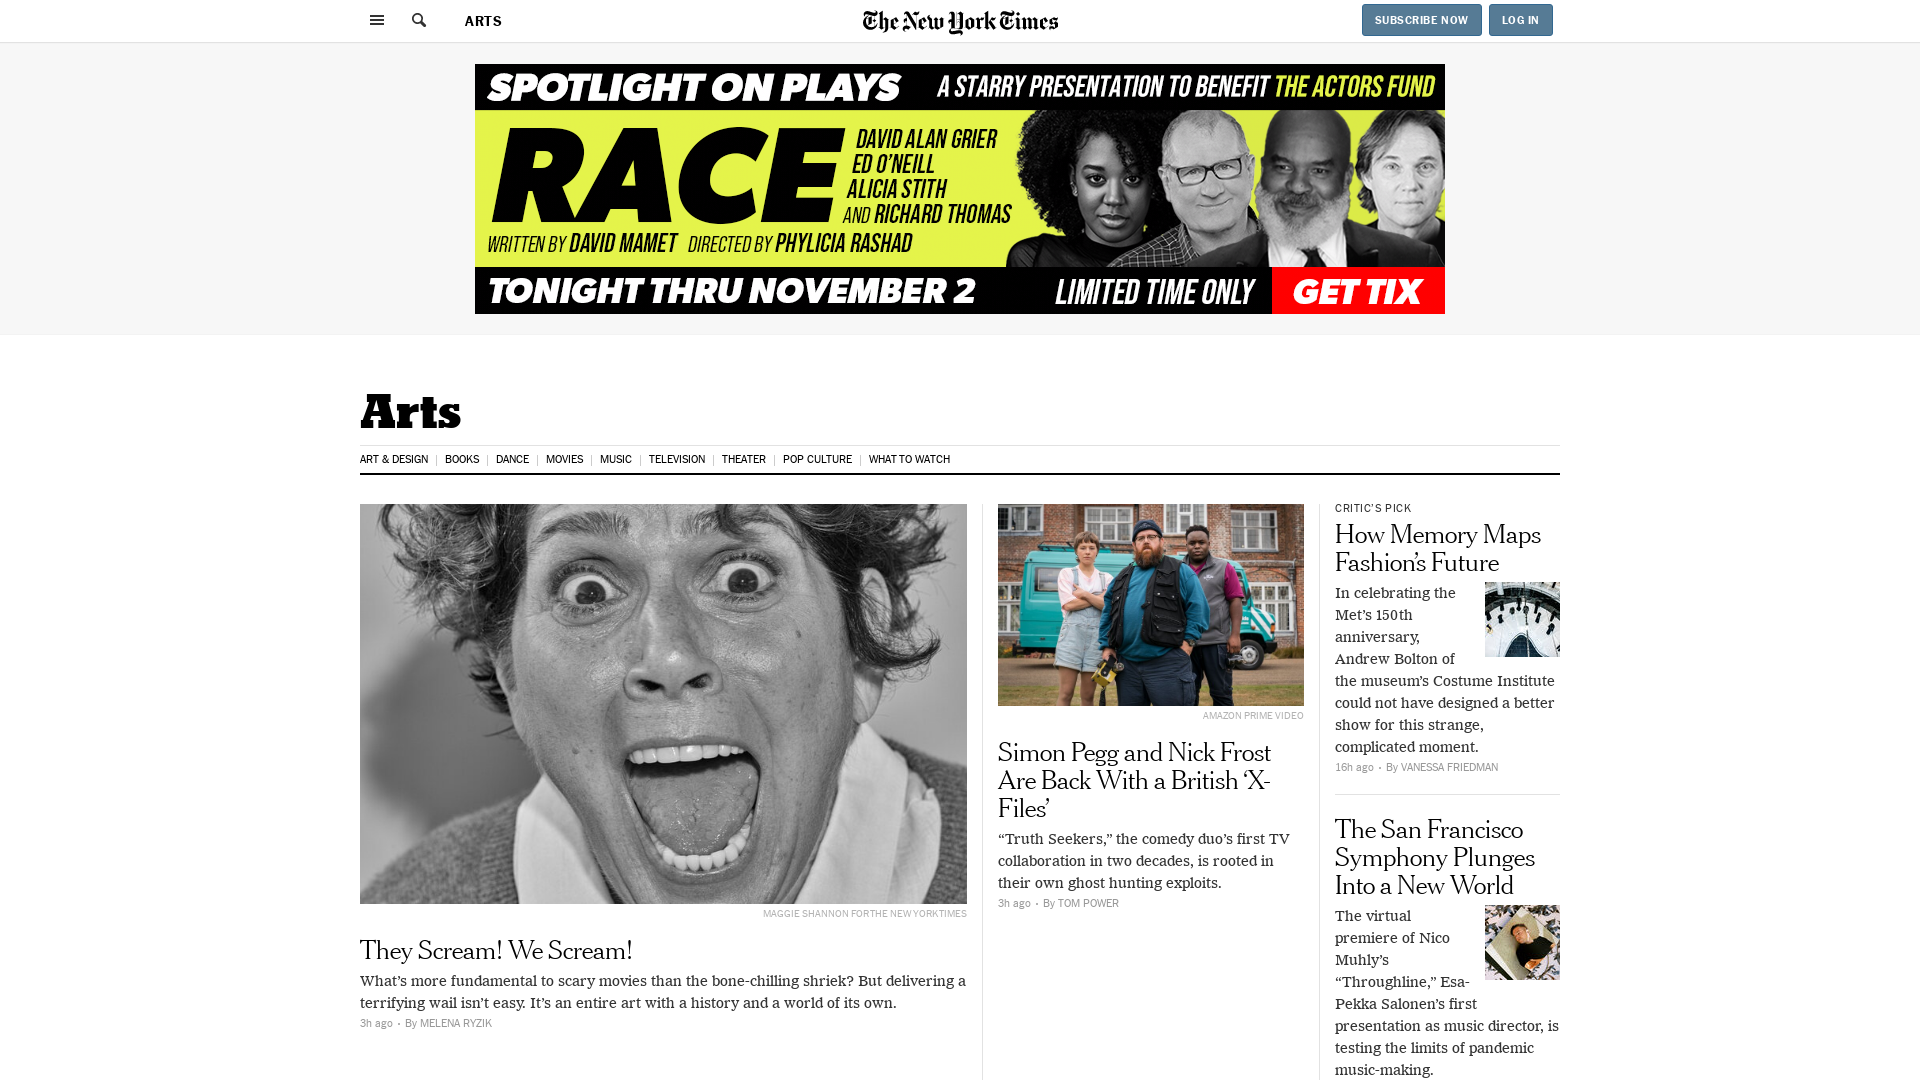 ARTS
The New York Times
SUBSCRIBE NOW
LOG IN
SPOTLIGHT ON PLAYS
A STARRY PRESENTATION TO BENEFIT THE ACTORS FUND
RACE
DAVID ALAN GRIER
ED O'NEILL
ALICIA STITH
AND RICHARD THOMAS
WRITTEN BY DAVID MAMET DIRECTED BY PHYLICIA RASHAD
TONIGHT THRU NOVEMBER 2
LIMITED TIME ONLY
GET TIX
Arts
ART & DESIGN
BOOKS
DANCE
MOVIES
MUSIC
TELEVISION
THEATER
POP CULTURE
WHAT TO WATCH
MAGGIE SHANNON FOR THE NEW YORK TIMES
They Scream! We Scream!
What’s more fundamental to scary movies than the bone-chilling shriek? But delivering a
terrifying wail isn’t easy. It’s an entire art with a history and a world of its own.
3h ago • By MELENA RYZIK
AMAZON PRIME VIDEO
Simon Pegg and Nick Frost
Are Back With a British ‘X-
Files’
“Truth Seekers,” the comedy duo’s first TV
collaboration in two decades, is rooted in
their own ghost hunting exploits.
3h ago • By TOM POWER
CRITIC’S PICK
How Memory Maps
Fashion’s Future
In celebrating the
Met’s 150th
anniversary,
Andrew Bolton of
the museum’s Costume Institute
could not have designed a better
show for this strange,
complicated moment.
16h ago • By VANESSA FRIEDMAN
The San Francisco
Symphony Plunges
Into a New World
The virtual
premiere of Nico
Muhly’s
“Throughline,” Esa-
Pekka Salonen’s first
presentation as music director, is
testing the limits of pandemic
music-making.